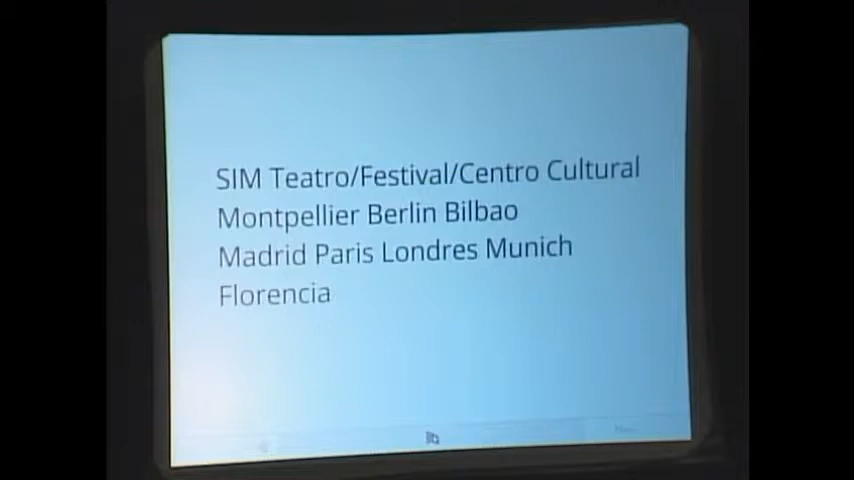 SIM Teatro/Festival/Centro Cultural
Montpellier Berlin Bilbao
Madrid Paris Londres Munich
Florencia